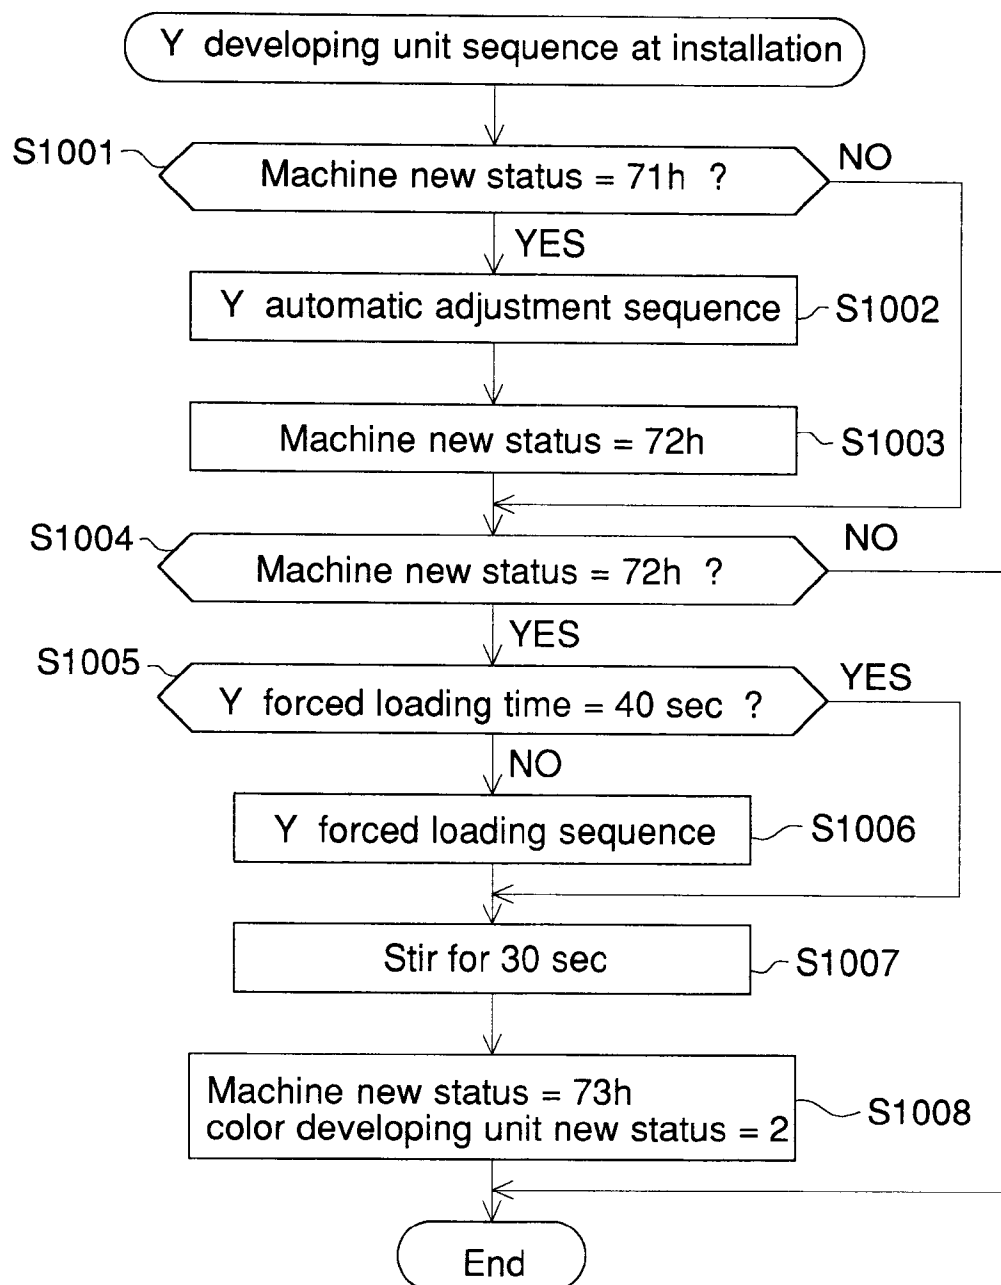 Y developing unit sequence at installation
S1001
Machine new status = 71h ?
NO
YES
Y automatic adjustment sequence
S1002
Machine new status = 72h
S1003
S1004
Machine new status = 72h ?
NO
YES
S1005
Y forced loading time = 40 sec ?
YES
NO
Y forced loading sequence
S1006
Stir for 30 sec
S1007
Machine new status = 73h
color developing unit new status = 2
S1008
End